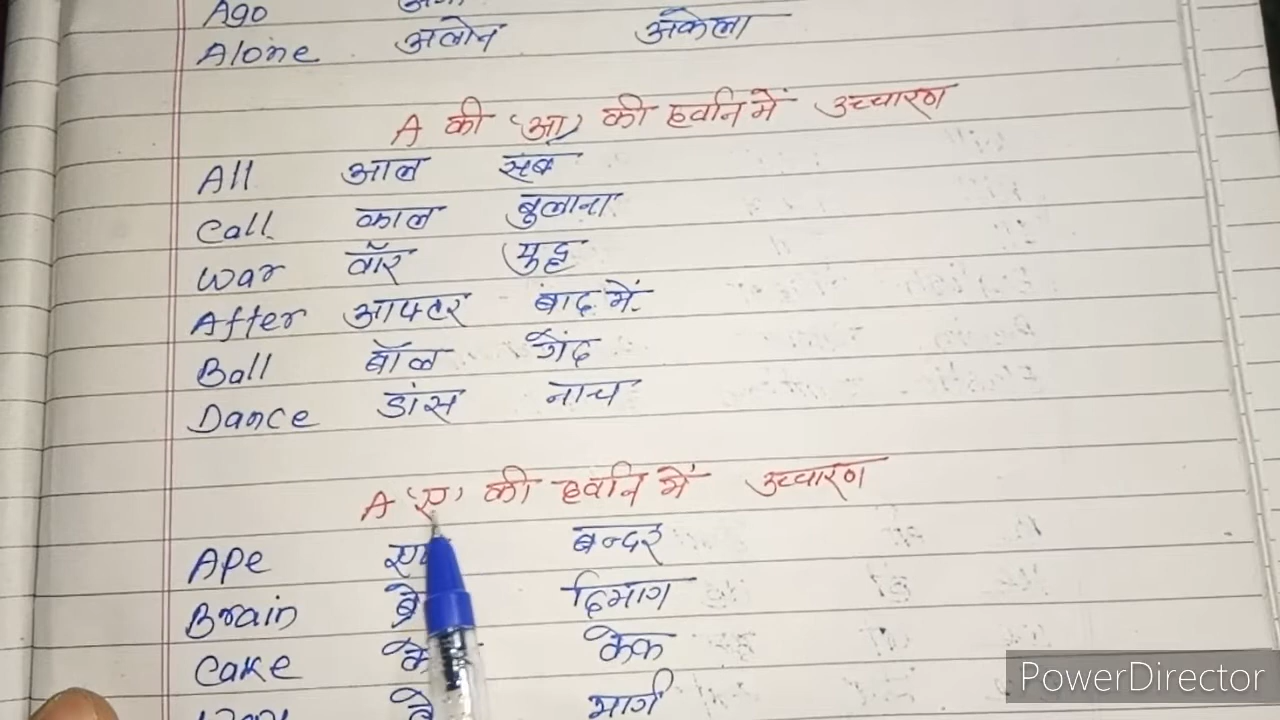 Ago
Alone अलोन अकेला
A की 'आ' की ध्वनि में उच्चारण
All आल सब
Call काल बुलाना
War वॉर युद्ध
After आफ्टर बाद में
Ball बॉल गेंद
Dance डांस नाच
A 'ए' की ध्वनि में उच्चारण
Ape बन्दर
Brain ब्रे दिमाग
Cake के केक
वे मार्ग
PowerDirector